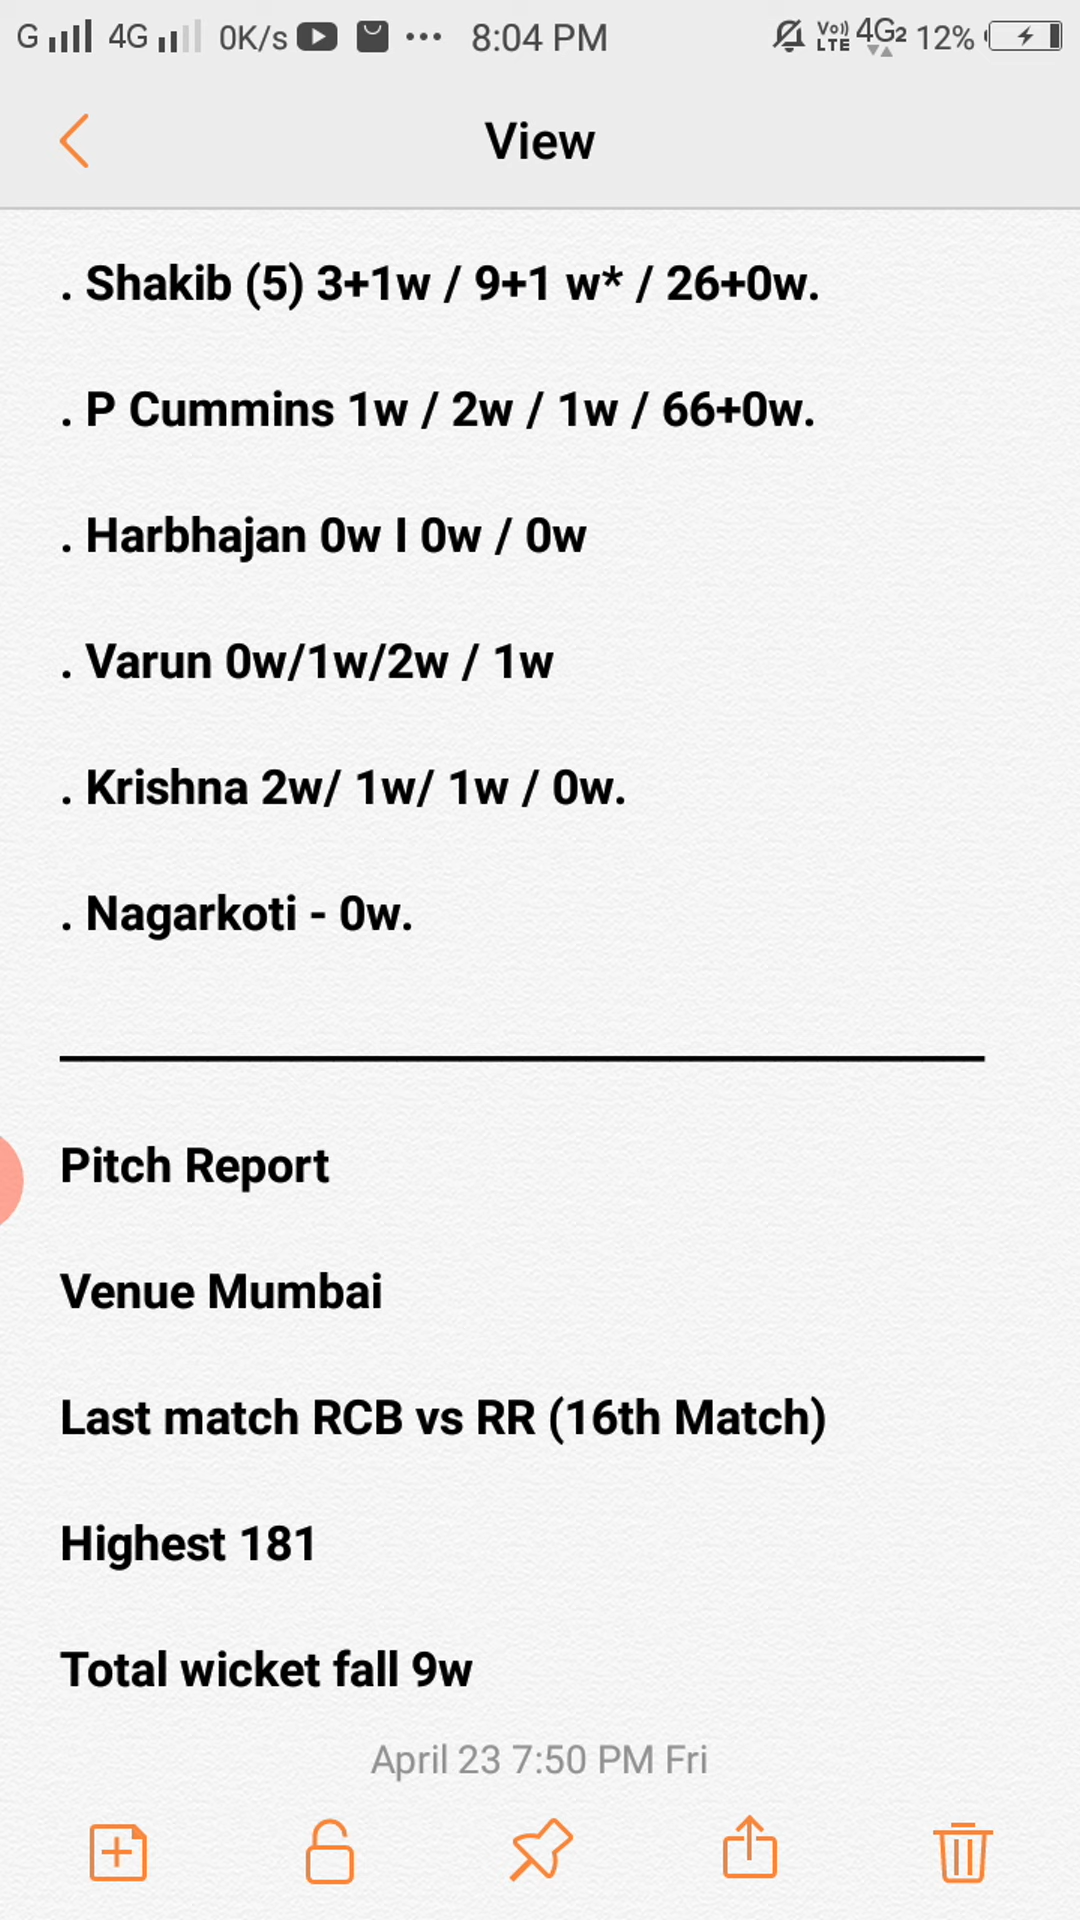 G 4G 0K/s 8:04 PM Vo)) LTE 4G2 12%
View
. Shakib (5) 3+1w / 9+1 w* / 26+0w.
. P Cummins 1w / 2w / 1w / 66+0w.
. Harbhajan 0w I 0w / 0w
. Varun 0w/1w/2w / 1w
. Krishna 2w/ 1w/ 1w / 0w.
. Nagarkoti - 0w.
Pitch Report
Venue Mumbai
Last match RCB vs RR (16th Match)
Highest 181
Total wicket fall 9w
April 23 7:50 PM Fri